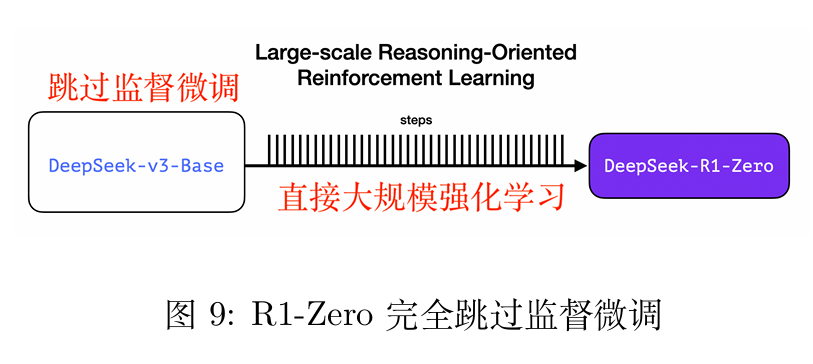 Large-scale Reasoning-Oriented
Reinforcement Learning
跳过监督微调
steps
DeepSeek-v3-Base
DeepSeek-R1-Zero
直接大规模强化学习
图 9: R1-Zero 完全跳过监督微调